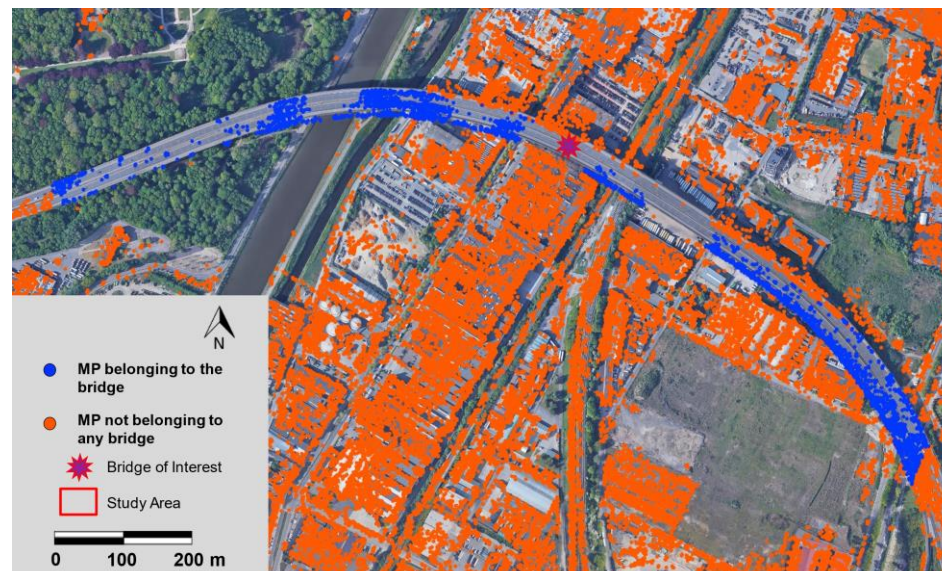 N
MP belonging to the
bridge
MP not belonging to
any bridge
Bridge of Interest
Study Area
0 100 200 m